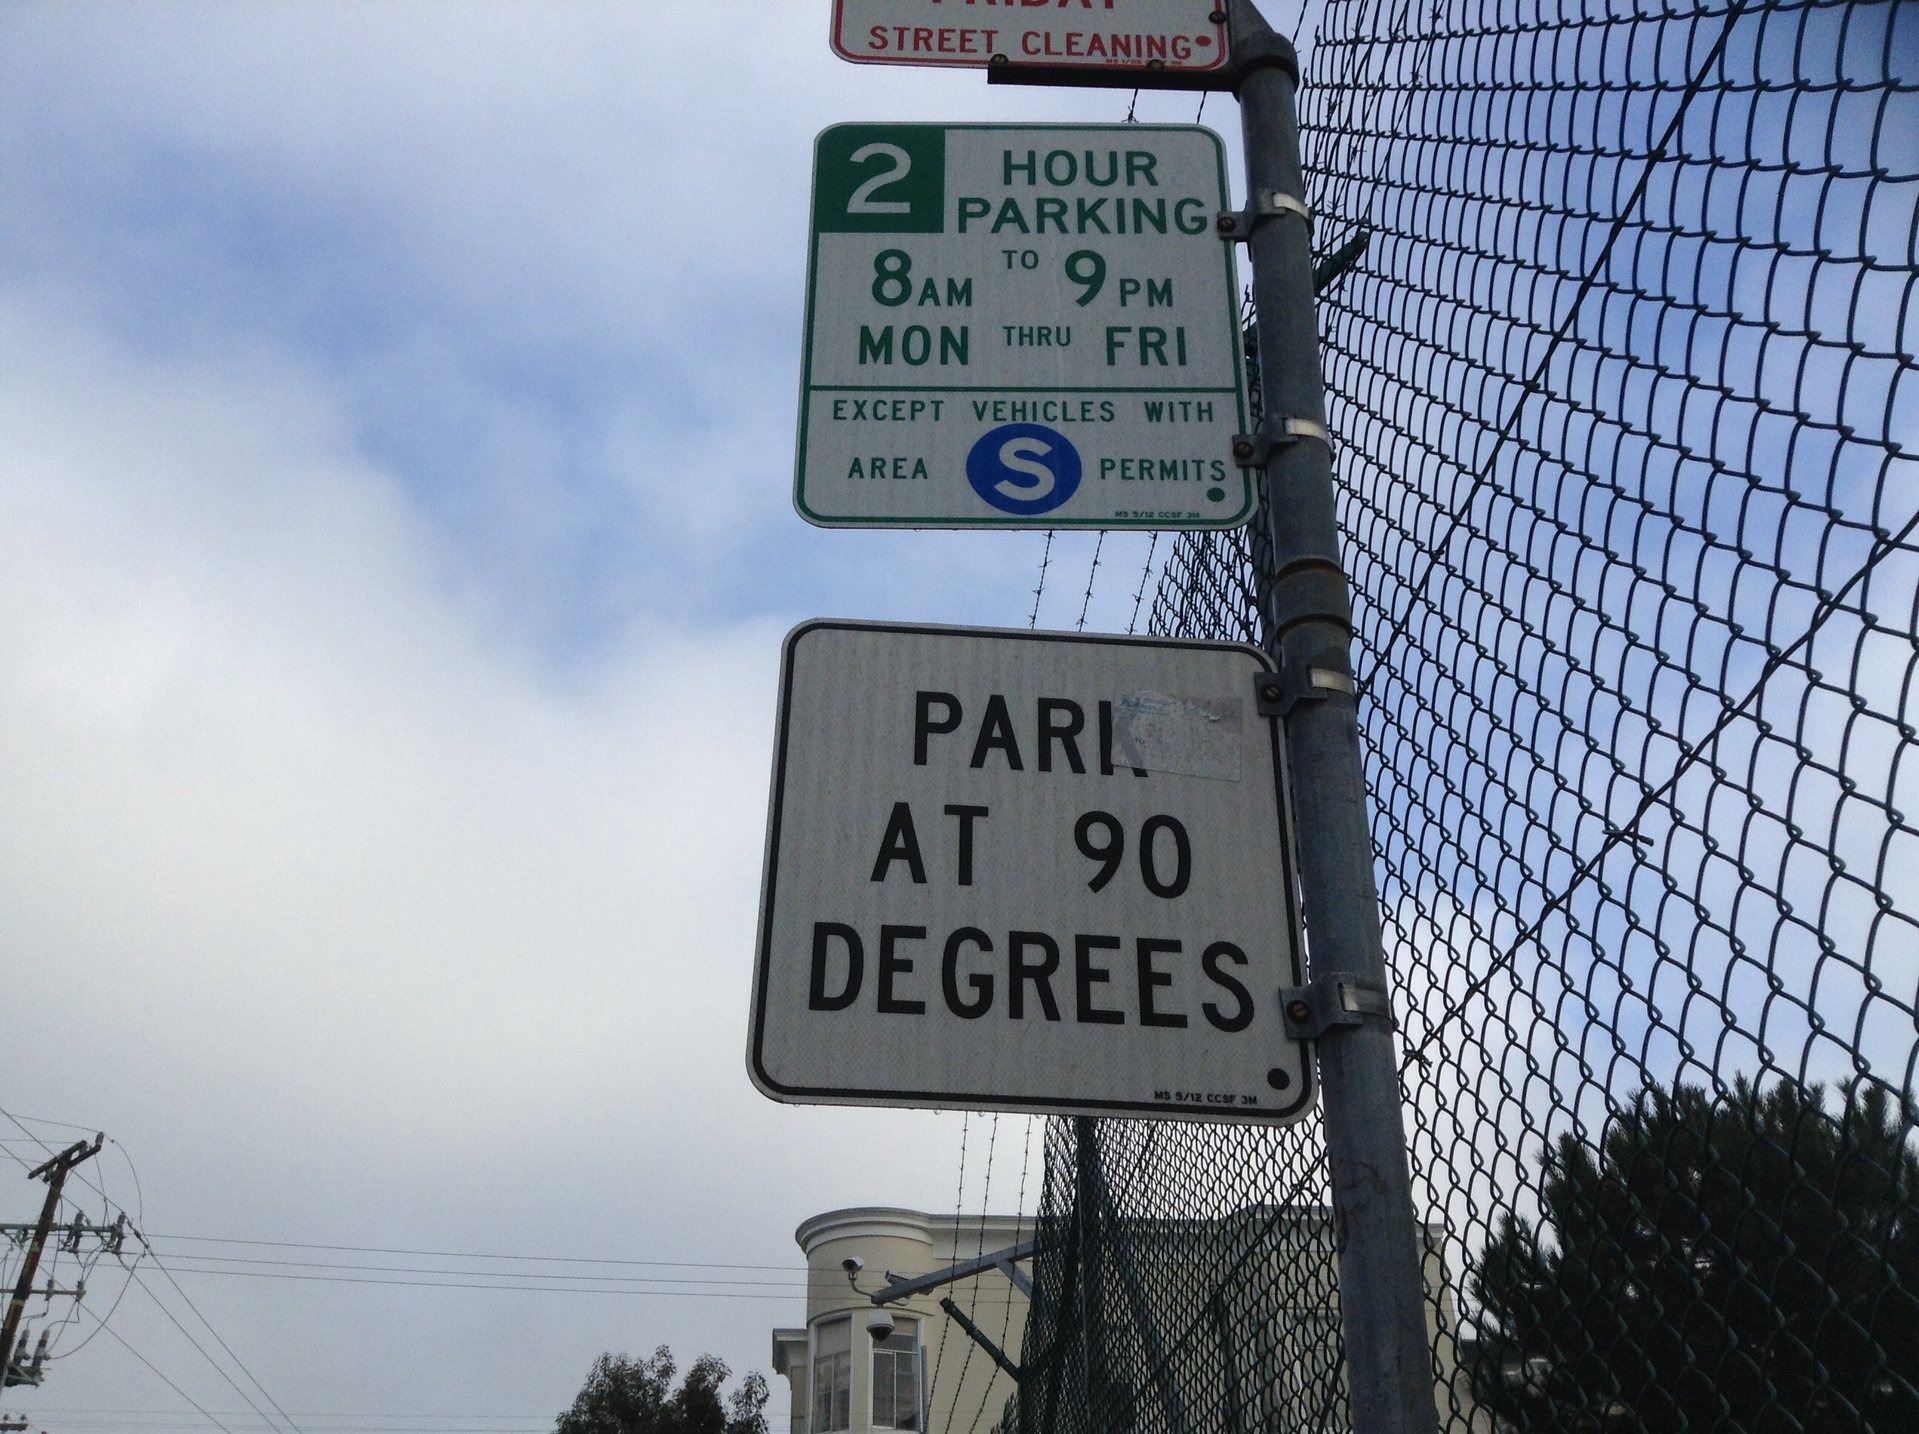 FRIDAY
STREET CLEANING
2 HOUR
PARKING
8AM TO 9PM
MON THRU FRI
EXCEPT VEHICLES WITH
AREA S PERMITS
MS 5/12 CCSF 3M
PARK
AT 90
DEGREES
MS 5/12 CCSF 3M